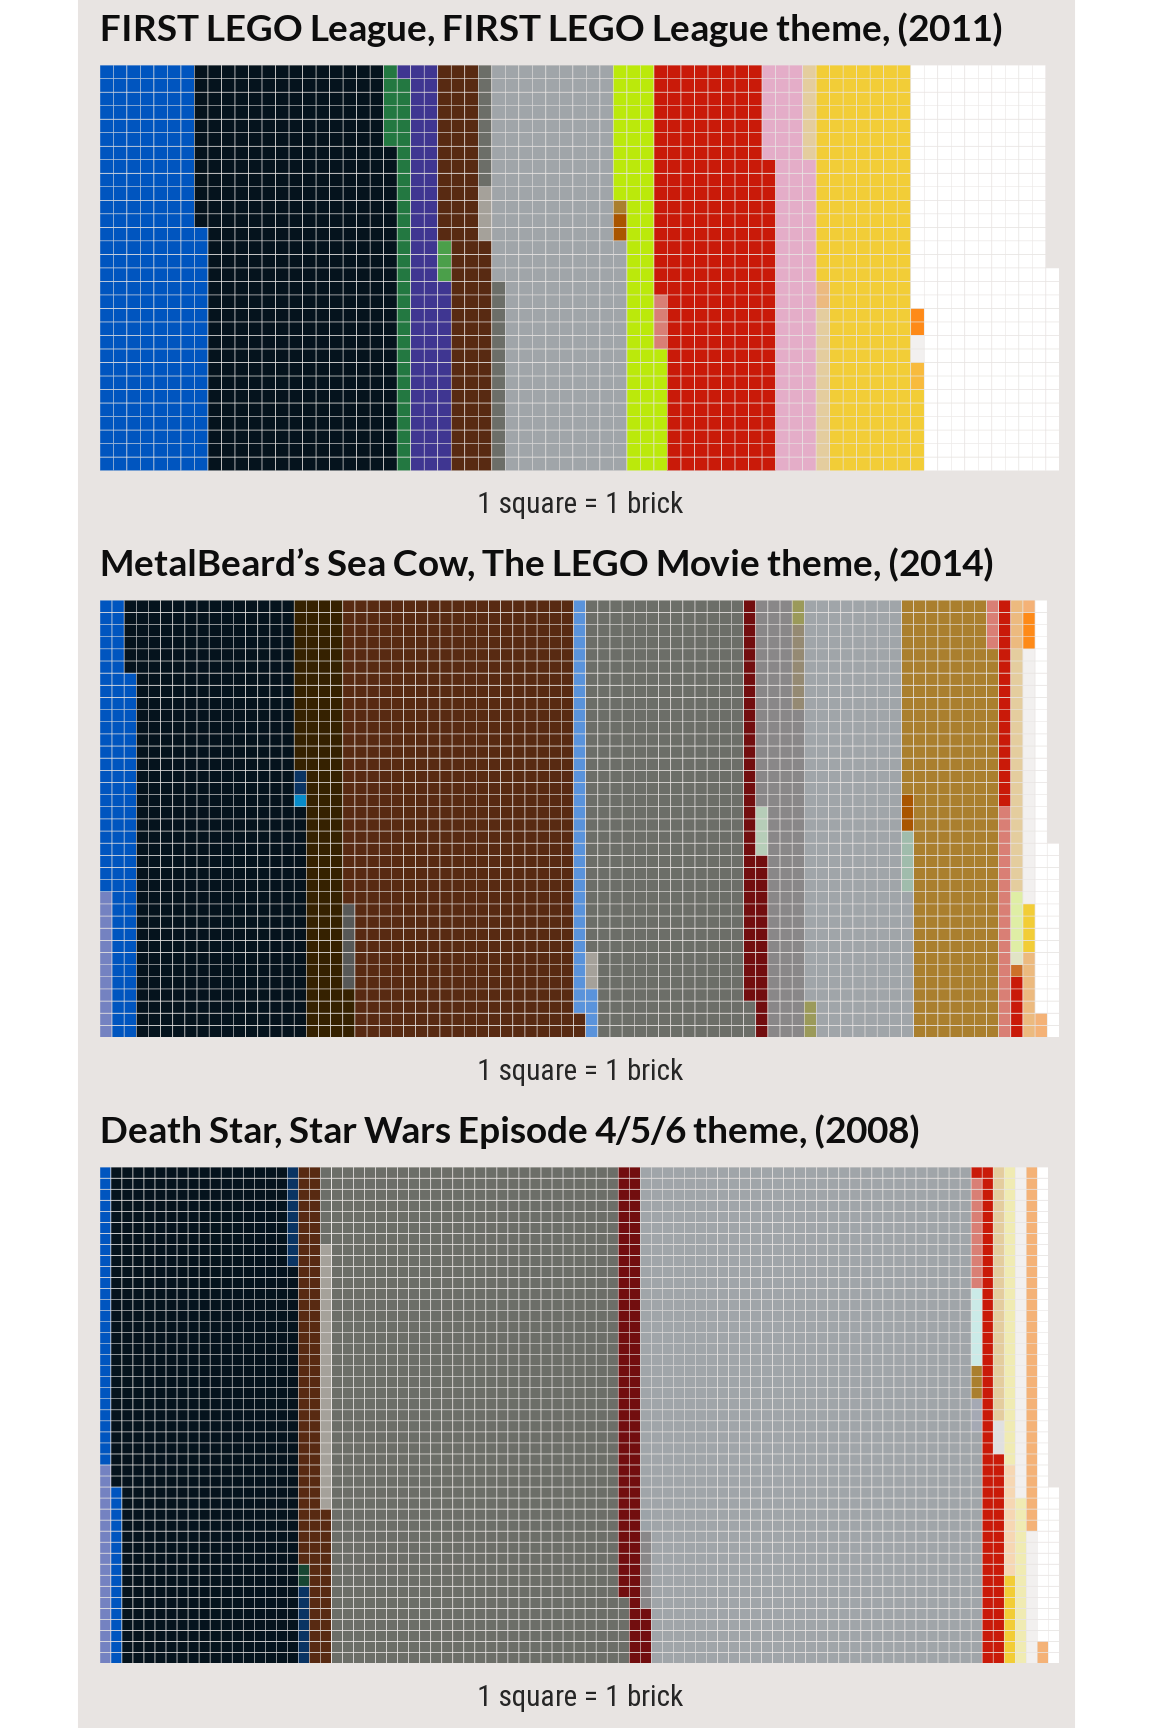 FIRST LEGO League, FIRST LEGO League theme, (2011)
1 square = 1 brick
MetalBeard’s Sea Cow, The LEGO Movie theme, (2014)
1 square = 1 brick
Death Star, Star Wars Episode 4/5/6 theme, (2008)
1 square = 1 brick